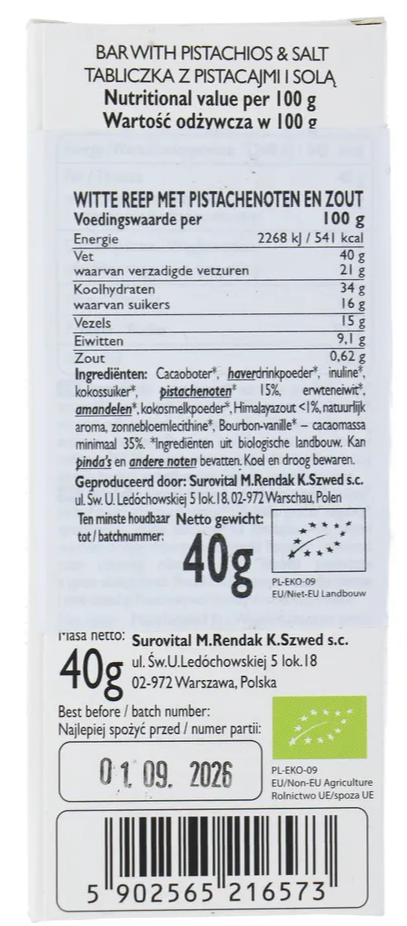 BAR WITH PISTACHIOS & SALT
TABLICZKA Z PISTACAJMI I SOLĄ
Nutritional value per 100 g
Wartość odżywcza w 100 g
WITTE REEP MET PISTACHENOTEN EN ZOUT
Voedingswaarde per 100 g
Energie 2268 kJ / 541 kcal
Vet 40 g
waarvan verzadigde vetzuren 21 g
Koolhydraten 34 g
waarvan suikers 16 g
Vezels 15 g
Eiwitten 9,1 g
Zout 0,62 g
Ingrediënten: Cacaoboter*, haverdrinkpoeder*, inuline*,
kokossuiker*, pistachenoten* 15%, erwteneiwit*,
amandelen*, kokosmelkpoeder*, Himalayazout <1%, natuurlijk
aroma, zonnebloemlecithine*, Bourbon-vanille* – cacaomassa
minimaal 35%. *Ingrediënten uit biologische landbouw. Kan
pinda's en andere noten bevatten. Koel en droog bewaren.
Geproduceerd door: Surovital M.Rendak K.Szwed s.c.
ul. Św. U. Ledóchowskiej 5 lok.18, 02-972 Warschau, Polen
Ten minste houdbaar Netto gewicht:
tot / batchnummer:
40g
PL-EKO-09
EU/Niet-EU Landbouw
Masa netto: Surovital M.Rendak K.Szwed s.c.
40g ul. Św.U.Ledóchowskiej 5 lok.18
02-972 Warszawa, Polska
Best before / batch number:
Najlepiej spożyć przed / numer partii:
01.09. 2026
PL-EKO-09
EU/Non-EU Agriculture
Rolnictwo UE/spoza UE
5 902565 216573